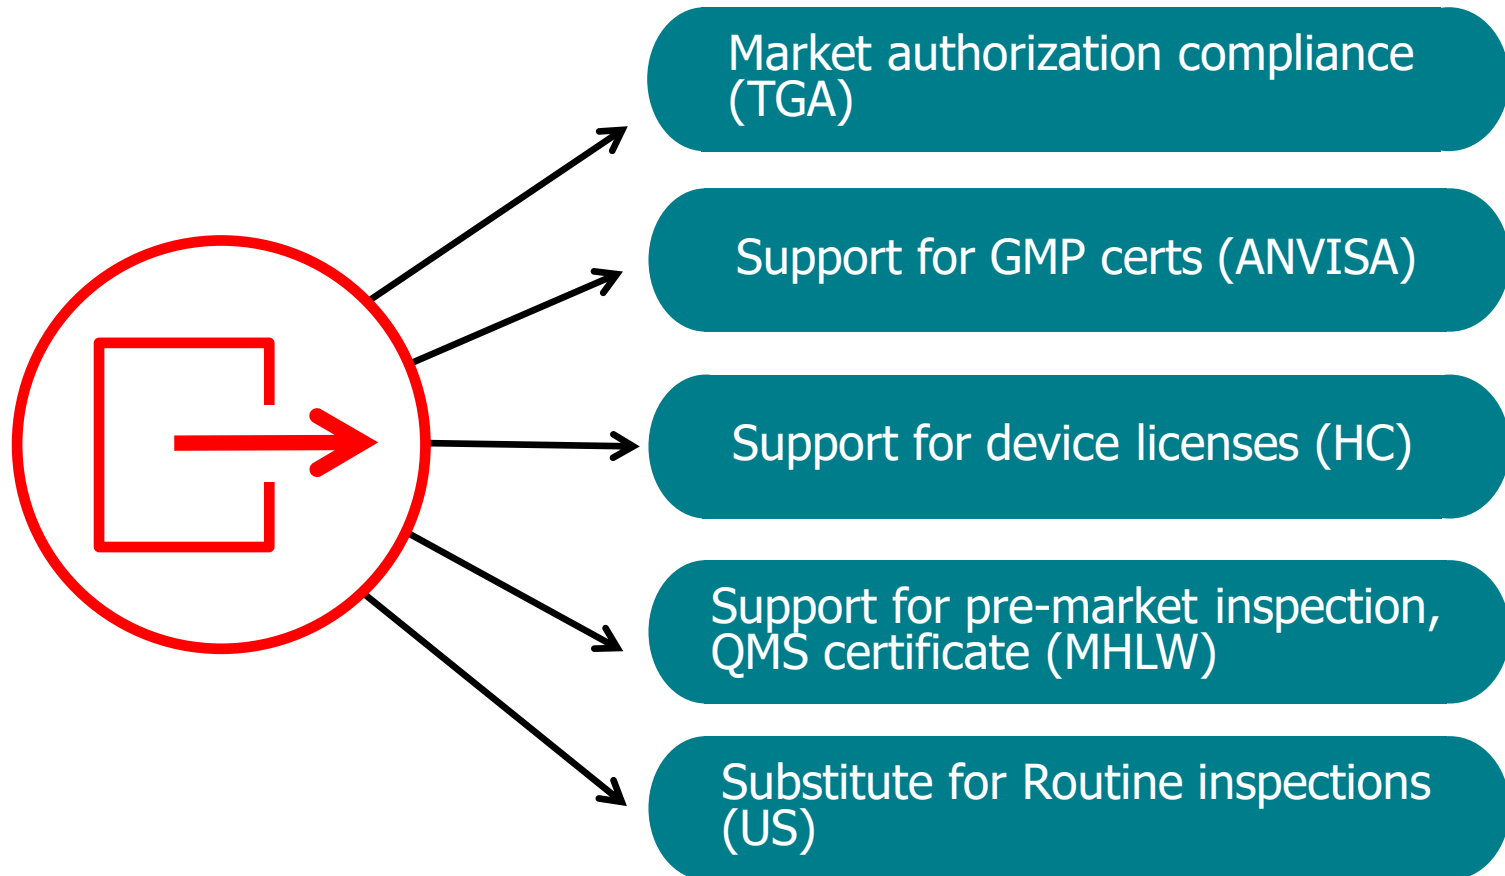 Market authorization compliance
(TGA)
Support for GMP certs (ANVISA)
Support for device licenses (HC)
Support for pre-market inspection,
QMS certificate (MHLW)
Substitute for Routine inspections
(US)